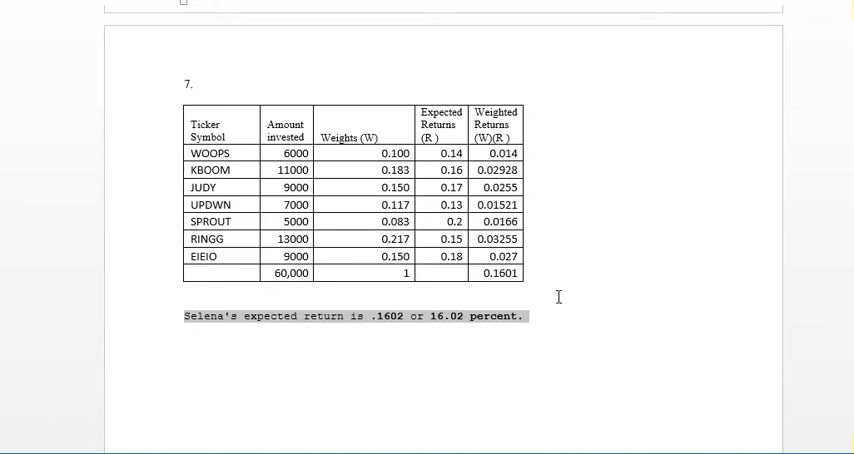 7.
Ticker Symbol Amount invested Weights (W) Expected Returns (R ) Weighted Returns (W)(R )
WOOPS 6000 0.100 0.14 0.014
KBOOM 11000 0.183 0.16 0.02928
JUDY 9000 0.150 0.17 0.0255
UPDWN 7000 0.117 0.13 0.01521
SPROUT 5000 0.083 0.2 0.0166
RINGG 13000 0.217 0.15 0.03255
EIEIO 9000 0.150 0.18 0.027
60,000 1 0.1601
Selena's expected return is .1602 or 16.02 percent.